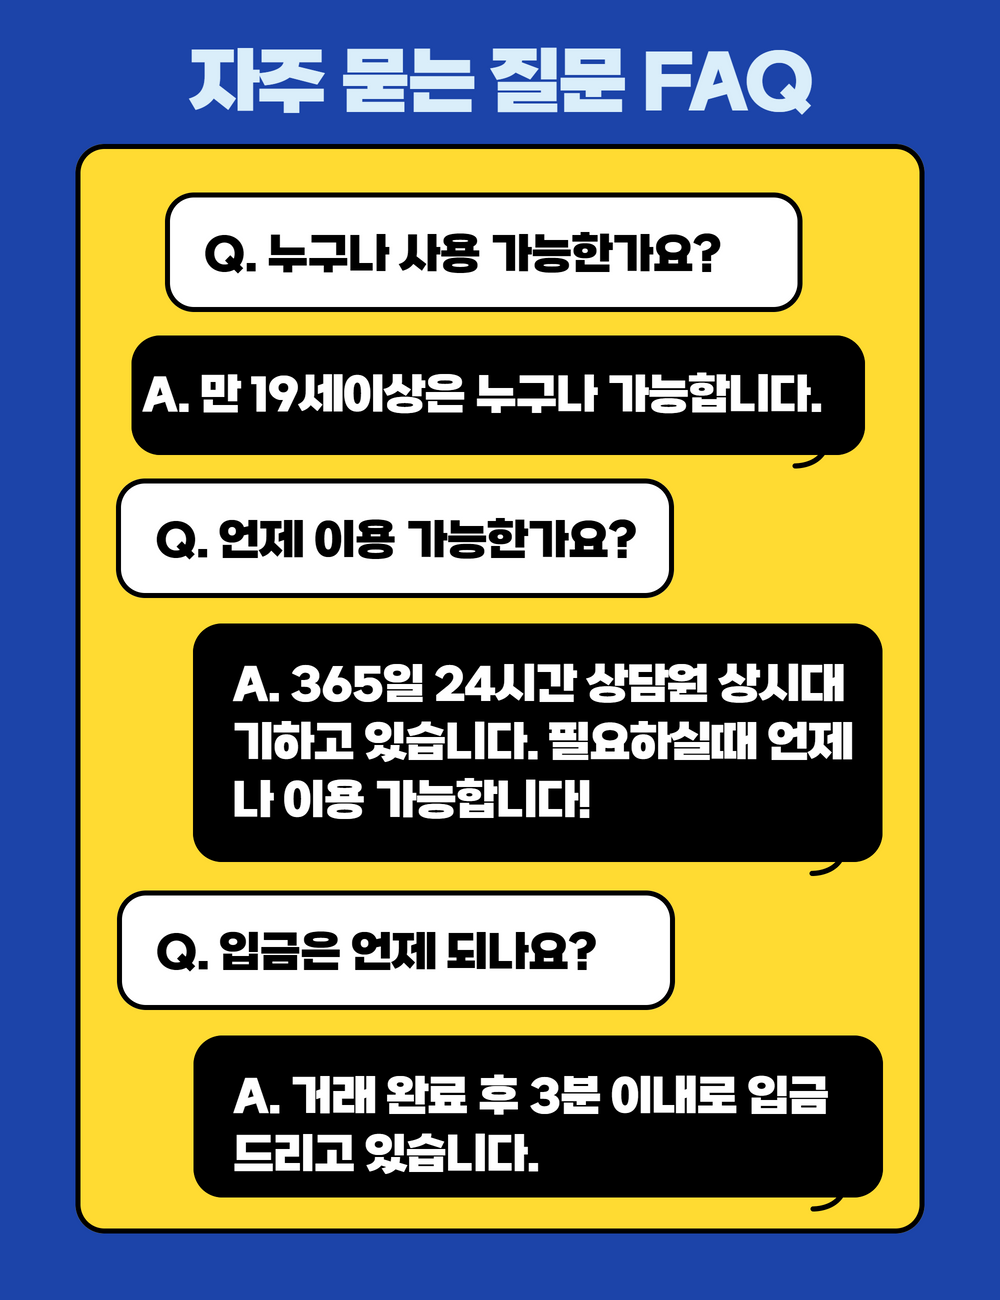 자주 묻는 질문 FAQ
Q. 누구나 사용 가능한가요?
A. 만 19세이상은 누구나 가능합니다.
Q. 언제 이용 가능한가요?
A. 365일 24시간 상담원 상시대
기하고 있습니다. 필요하실때 언제
나 이용 가능합니다!
Q. 입금은 언제 되나요?
A. 거래 완료 후 3분 이내로 입금
드리고 있습니다.